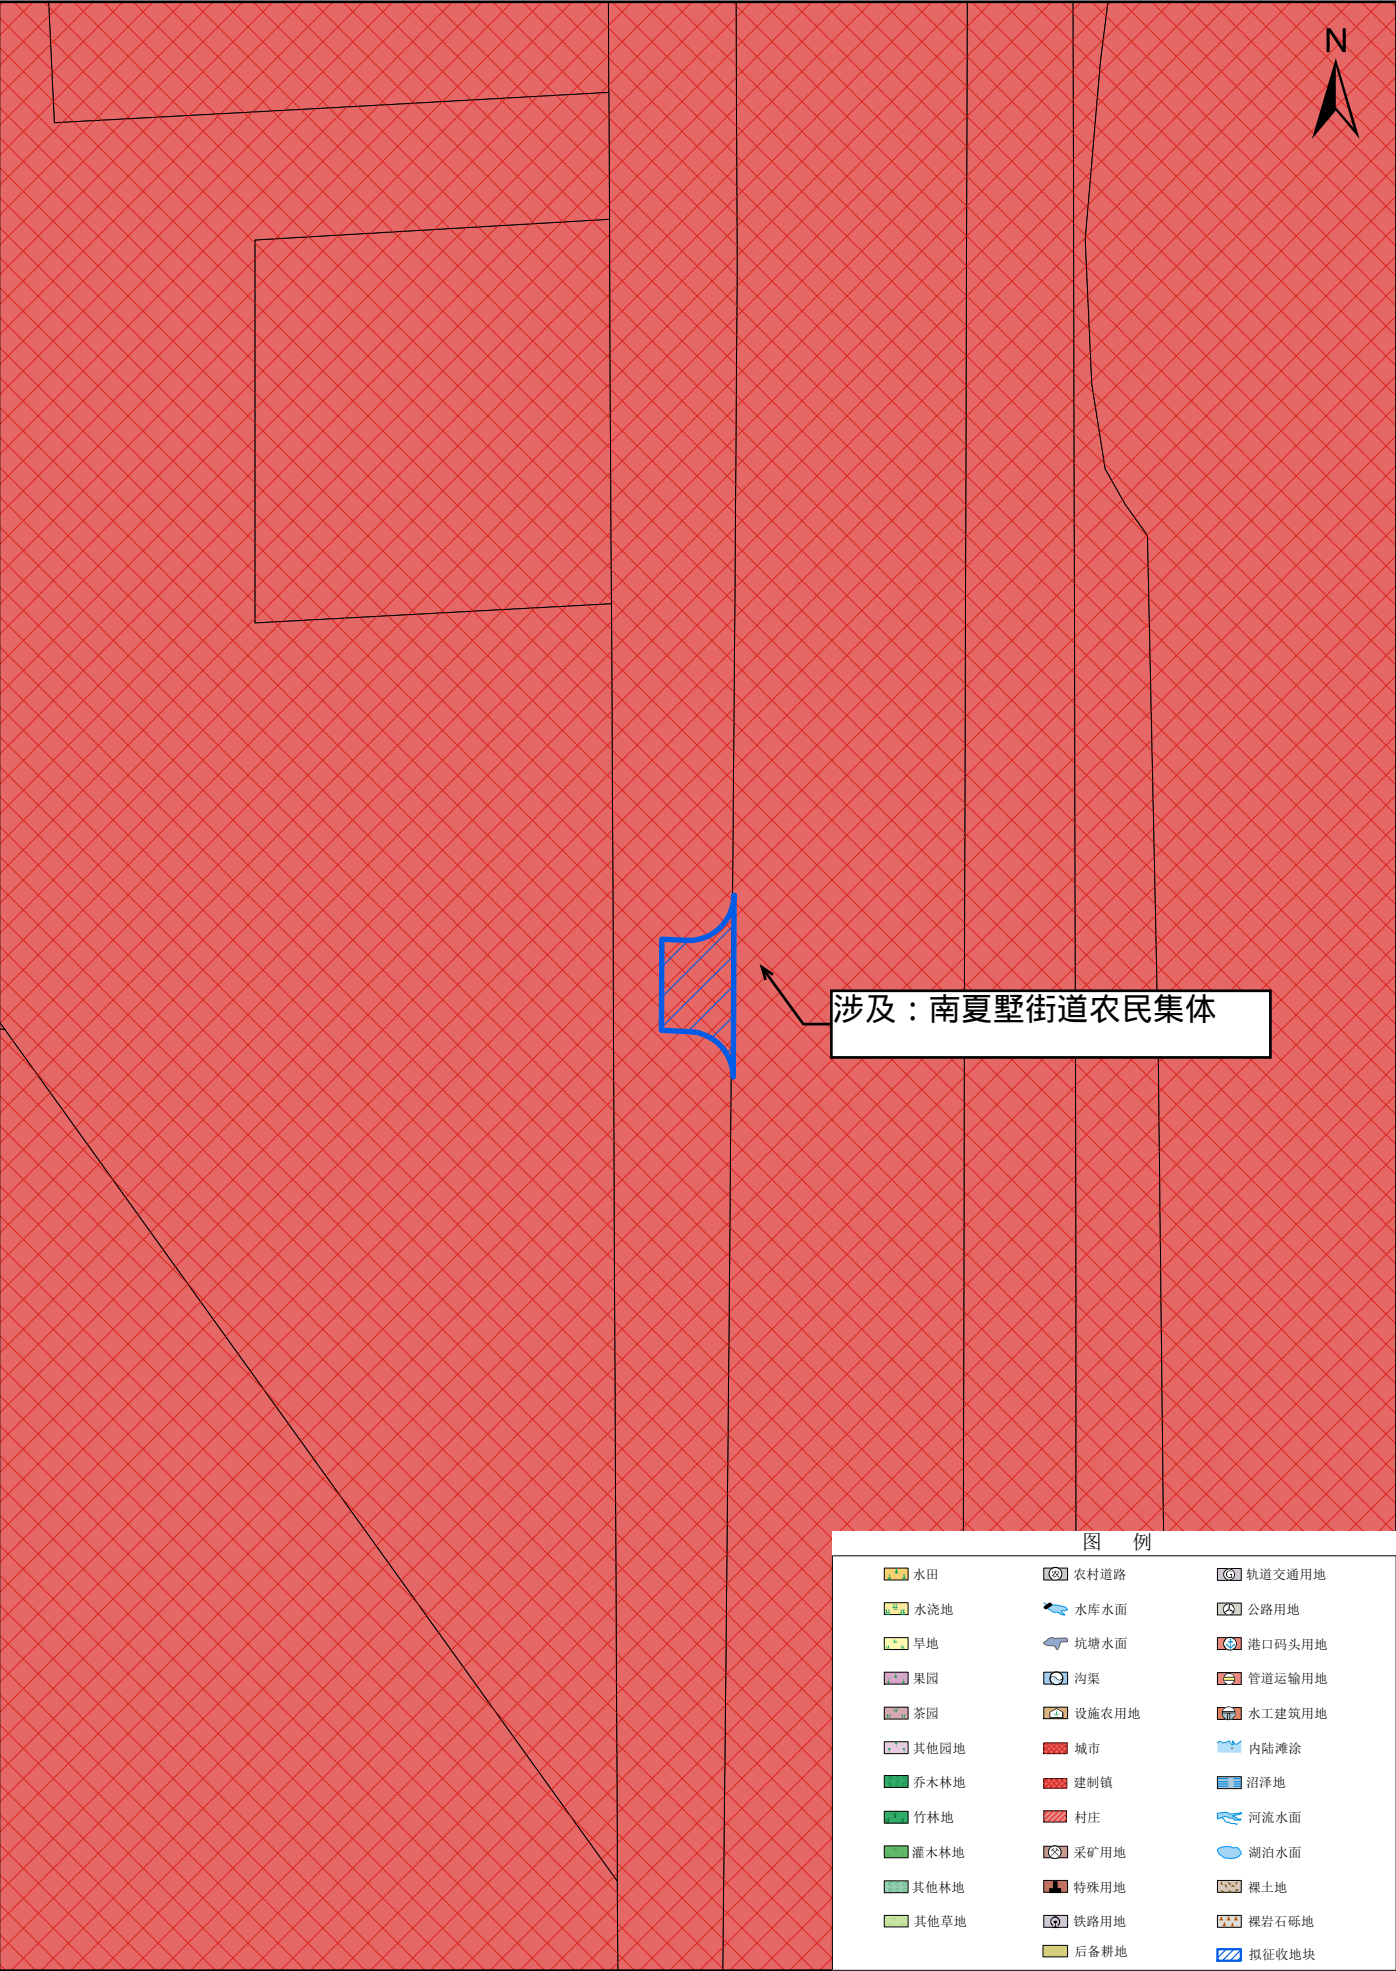 N
涉及：南夏墅街道农民集体
图 例
水田 农村道路 轨道交通用地
水浇地 水库水面 公路用地
旱地 坑塘水面 港口码头用地
果园 沟渠 管道运输用地
茶园 设施农用地 水工建筑用地
其他园地 城市 内陆滩涂
乔木林地 建制镇 沼泽地
竹林地 村庄 河流水面
灌木林地 采矿用地 湖泊水面
其他林地 特殊用地 裸土地
其他草地 铁路用地 裸岩石砾地
后备耕地 拟征收地块